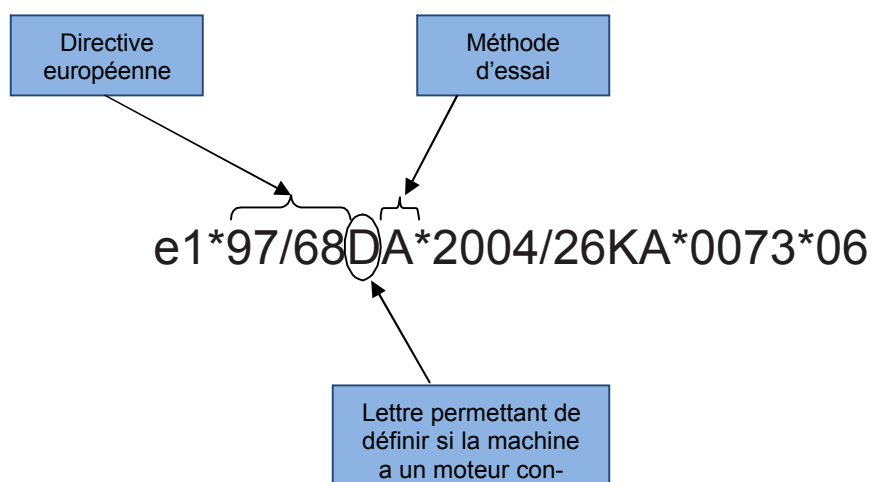 Directive
européenne
Méthode
d’essai
e1*97/68DA*2004/26KA*0073*06
Lettre permettant de
définir si la machine
a un moteur con-